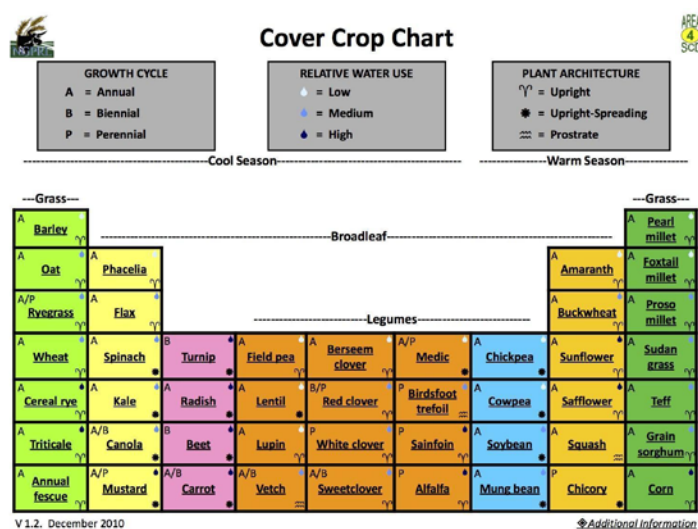 NGPRL
AREA
4
SCD
Cover Crop Chart
GROWTH CYCLE
A = Annual
B = Biennial
P = Perennial
RELATIVE WATER USE
= Low
= Medium
= High
PLANT ARCHITECTURE
= Upright
= Upright-Spreading
= Prostrate
Cool Season
Warm Season
---Grass---
---Grass---
Broadleaf
Legumes
A Barley
A Pearl millet
A Oat
A Phacelia
A Amaranth
A Foxtail millet
A/P Ryegrass
A Flax
A Buckwheat
A Proso millet
A Wheat
A Spinach
B Turnip
A Field pea
A Berseem clover
A/P Medic
A Chickpea
A Sunflower
A Sudan grass
A Cereal rye
A Kale
A Radish
A Lentil
B/P Red clover
P Birdsfoot trefoil
A Cowpea
A Safflower
A Teff
A Triticale
A/B Canola
B Beet
A Lupin
P White clover
P Sainfoin
A Soybean
A Squash
A Grain sorghum
A Annual fescue
A/P Mustard
A/B Carrot
A/B Vetch
A/B Sweetclover
P Alfalfa
A Mung bean
P Chicory
A Corn
V 1.2. December 2010
Additional Information